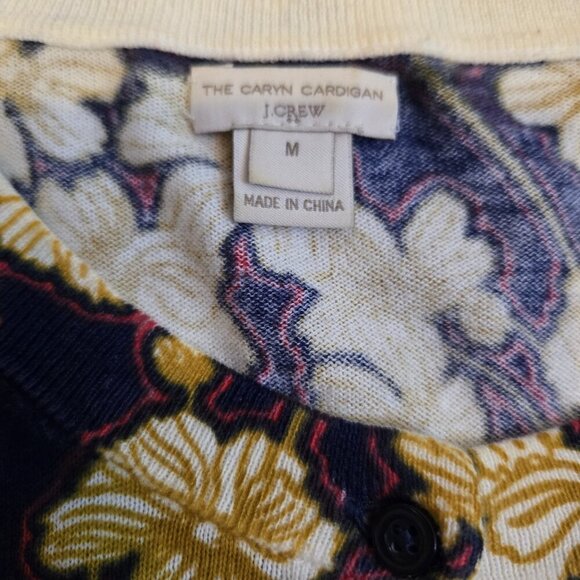 THE CARYN CARDIGAN
J.CREW
M
MADE IN CHINA